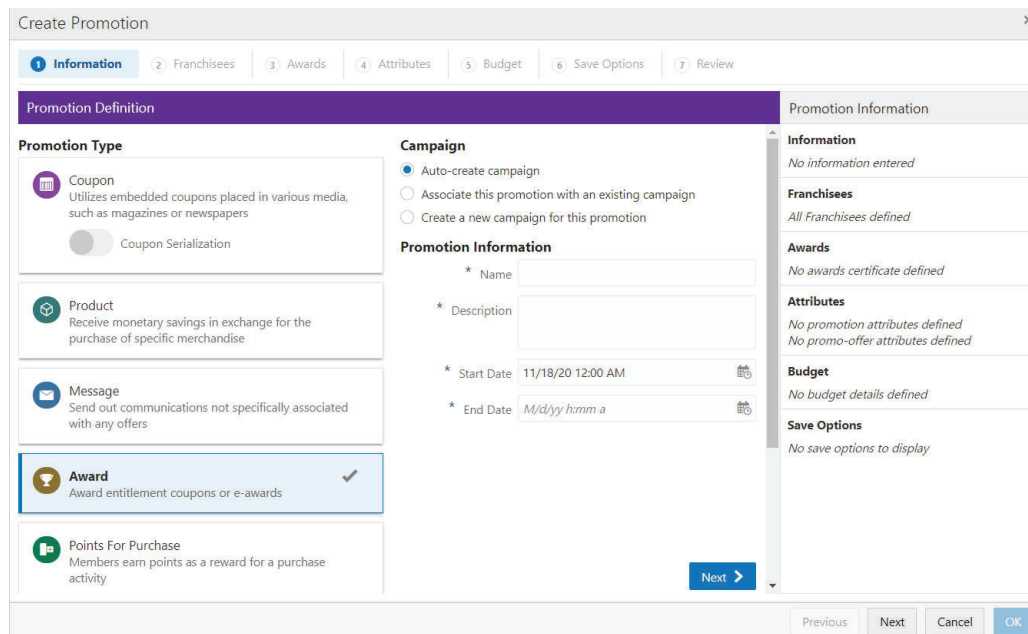 Create Promotion
1 Information
2 Franchisees
3 Awards
4 Attributes
5 Budget
6 Save Options
7 Review
Promotion Definition
Promotion Type
Coupon
Utilizes embedded coupons placed in various media,
such as magazines or newspapers
Coupon Serialization
Product
Receive monetary savings in exchange for the
purchase of specific merchandise
Message
Send out communications not specifically associated
with any offers
Award
Award entitlement coupons or e-awards
Points For Purchase
Members earn points as a reward for a purchase
activity
Campaign
Auto-create campaign
Associate this promotion with an existing campaign
Create a new campaign for this promotion
Promotion Information
* Name
* Description
* Start Date 11/18/20 12:00 AM
* End Date M/d/yy h:mm a
Next
Promotion Information
Information
No information entered
Franchisees
All Franchisees defined
Awards
No awards certificate defined
Attributes
No promotion attributes defined
No promo-offer attributes defined
Budget
No budget details defined
Save Options
No save options to display
Previous
Next
Cancel
OK